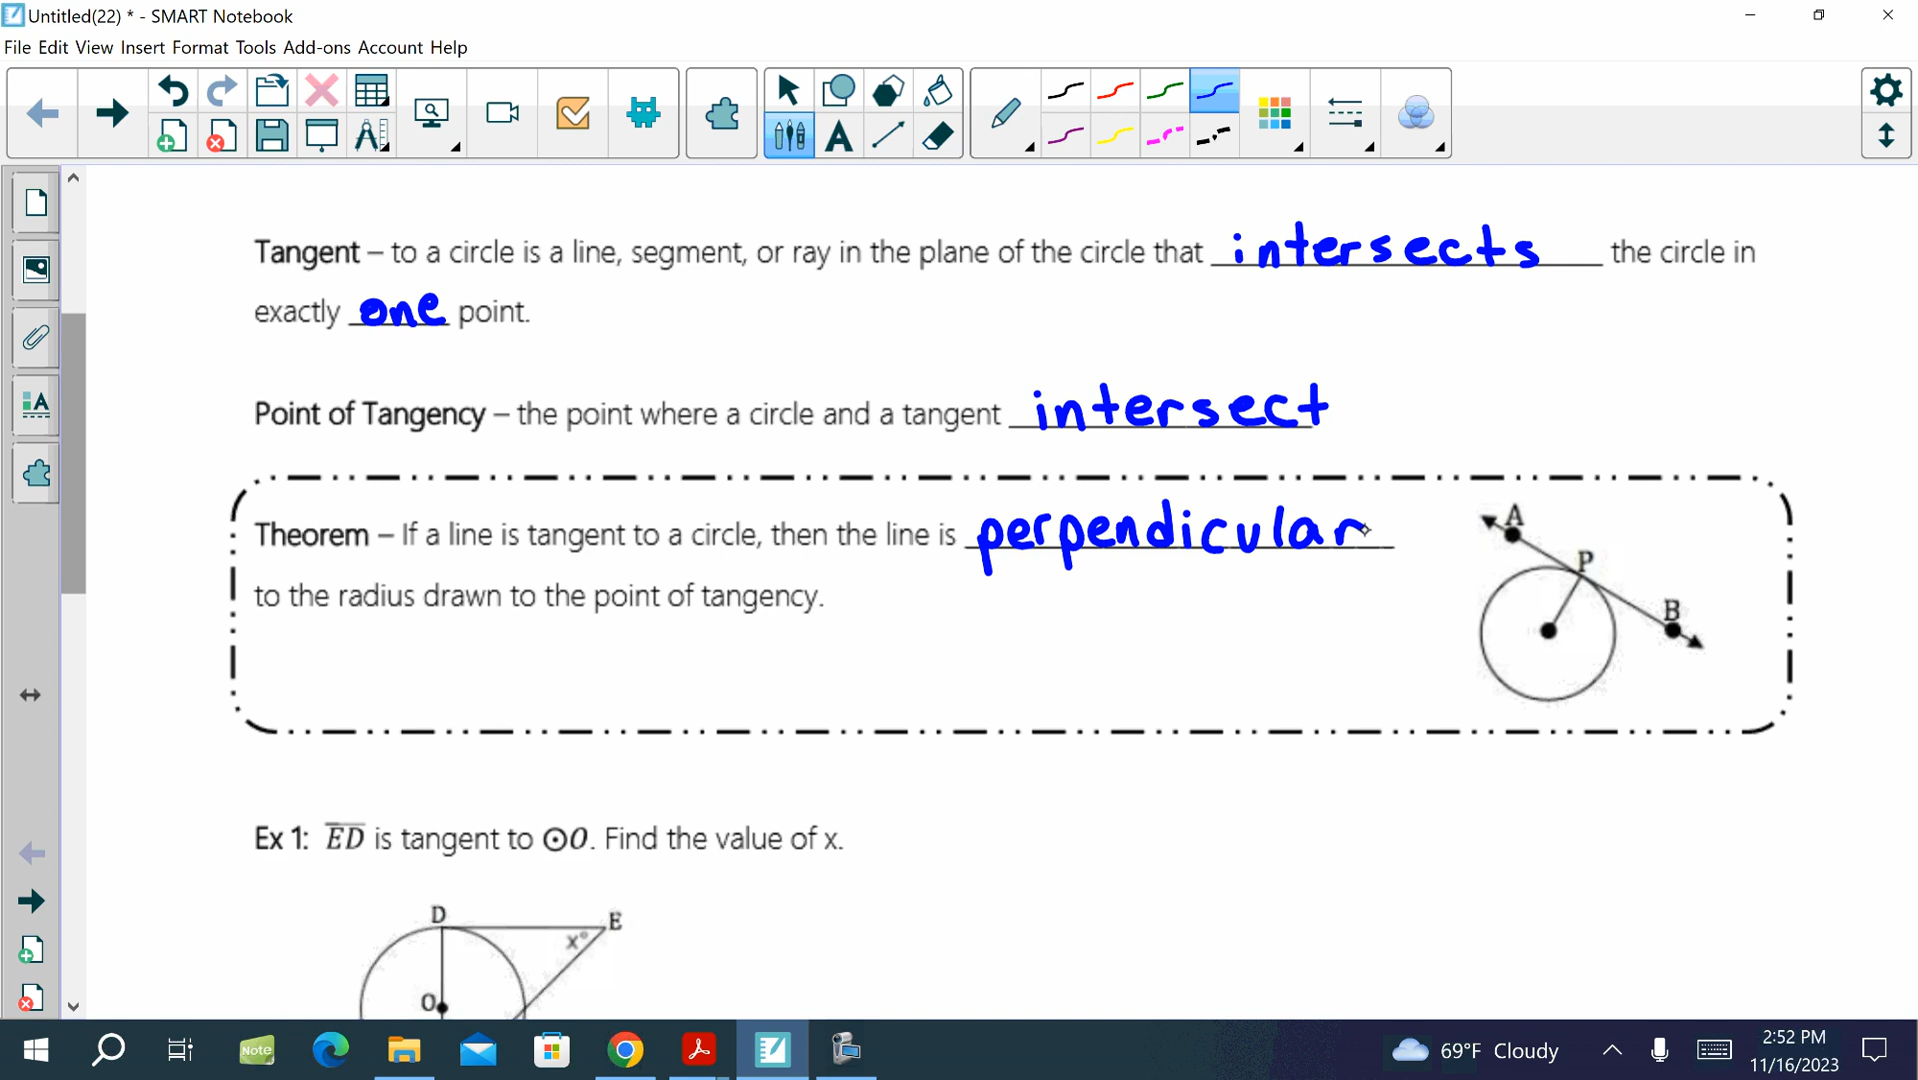 Untitled(22) * - SMART Notebook
File Edit View Insert Format Tools Add-ons Account Help
Tangent – to a circle is a line, segment, or ray in the plane of the circle that intersects the circle in
exactly one point.
Point of Tangency – the point where a circle and a tangent intersect
Theorem – If a line is tangent to a circle, then the line is perpendicular
to the radius drawn to the point of tangency.
A
P
B
Ex 1: E͞D͞ is tangent to ⊙O. Find the value of x.
D
E
x°
O
Note
69°F Cloudy
2:52 PM
11/16/2023